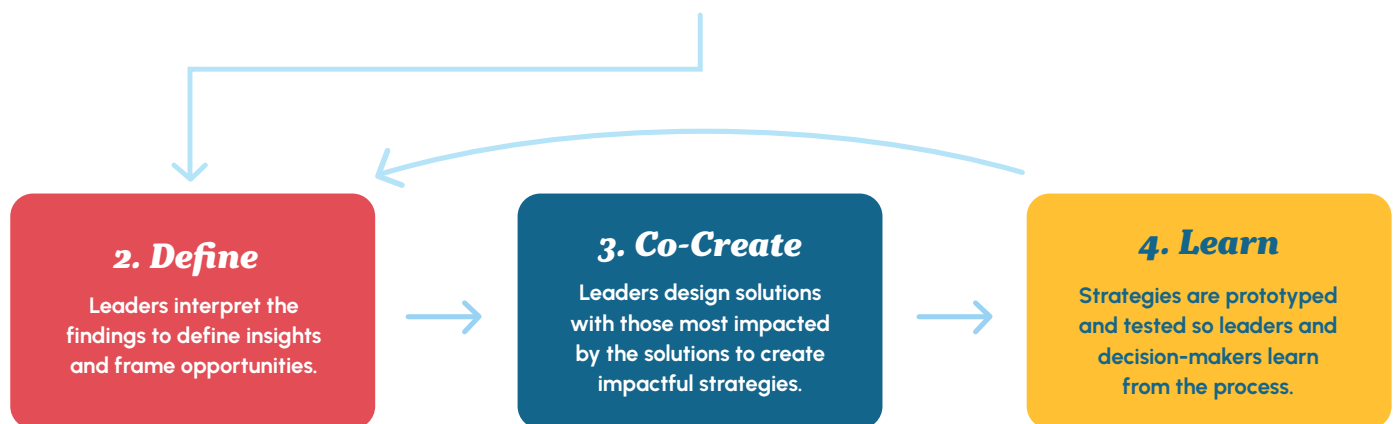 2. Define
Leaders interpret the
findings to define insights
and frame opportunities.
3. Co-Create
Leaders design solutions
with those most impacted
by the solutions to create
impactful strategies.
4. Learn
Strategies are prototyped
and tested so leaders and
decision-makers learn
from the process.